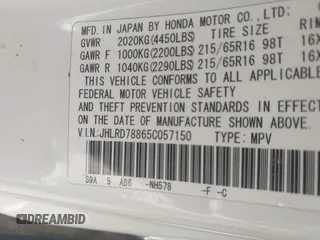 MFD. IN JAPAN BY HONDA MOTOR CO., LTD.
GVWR 2020KG(4450LBS) TIRE SIZE RIM
GAWR F 1000KG(2200LBS) 215/65R16 98T 16X
GAWR R 1040KG(2290LBS) 215/65R16 98T 16X
THIS VEHICLE CONFORMS TO ALL APPLICABLE
FEDERAL MOTOR VEHICLE SAFETY
THEFT PREVENTION STANDARDS IN EFFECT ON THE
DATE OF MANUFACTURE SHOWN ABOVE.
V.I.N.:JHLRD78865C057150 TYPE: MPV
S9A 5 AB6 -NH578 -F -C
DREAMBID